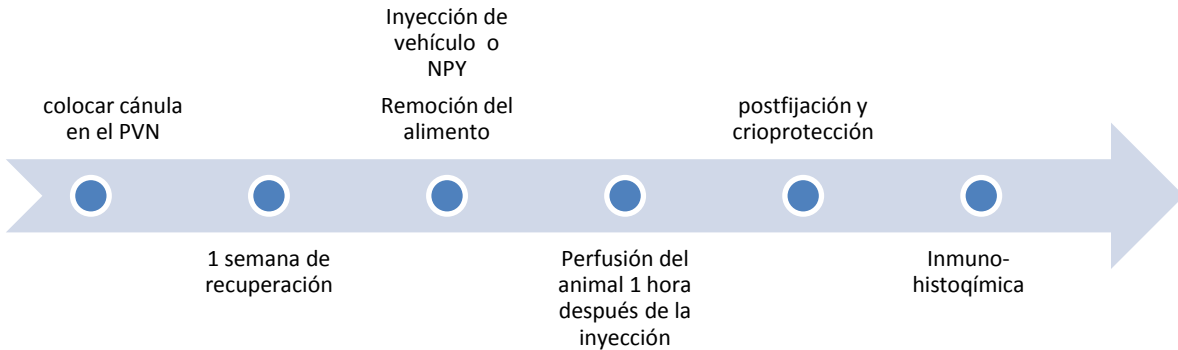 colocar cánula
en el PVN
1 semana de
recuperación
Inyección de
vehículo o
NPY
Remoción del
alimento
Perfusión del
animal 1 hora
después de la
inyección
postfijación y
crioprotección
Inmuno-
histoqímica